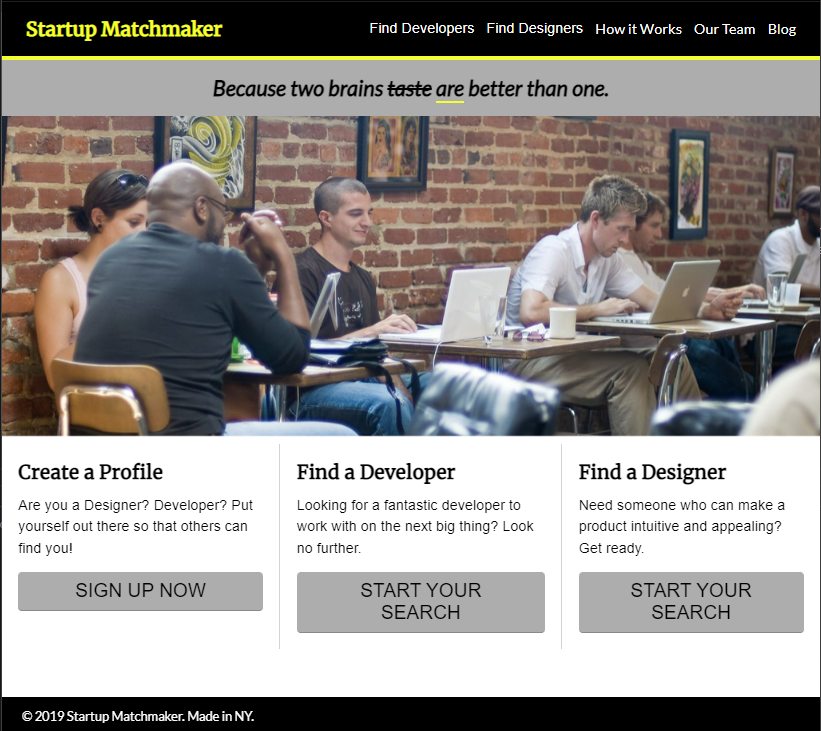 Startup Matchmaker
Find Developers Find Designers How it Works Our Team Blog
Because two brains taste are better than one.
Create a Profile
Are you a Designer? Developer? Put
yourself out there so that others can
find you!
SIGN UP NOW
Find a Developer
Looking for a fantastic developer to
work with on the next big thing? Look
no further.
START YOUR
SEARCH
Find a Designer
Need someone who can make a
product intuitive and appealing?
Get ready.
START YOUR
SEARCH
© 2019 Startup Matchmaker. Made in NY.